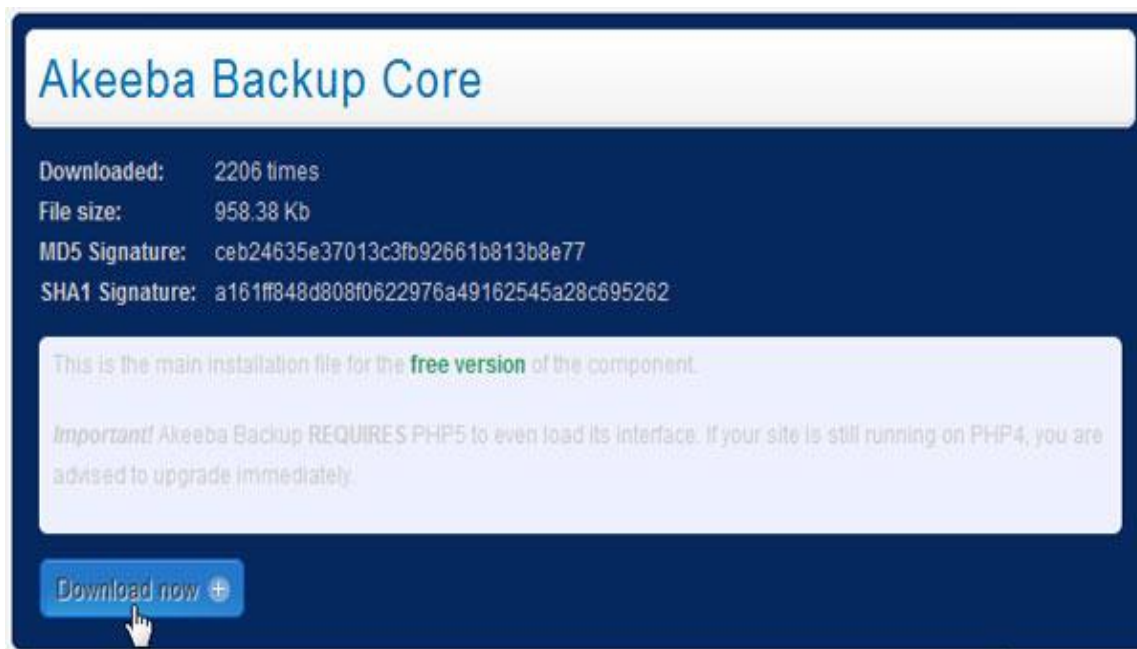 Akeeba Backup Core
Downloaded: 2206 times
File size: 958.38 Kb
MD5 Signature: ceb24635e37013c3fb92661b813b8e77
SHA1 Signature: a161ff848d808f0622976a49162545a28c695262
This is the main installation file for the free version of the component.
Important! Akeeba Backup REQUIRES PHP5 to even load its interface. If your site is still running on PHP4, you are
advised to upgrade immediately.
Download now